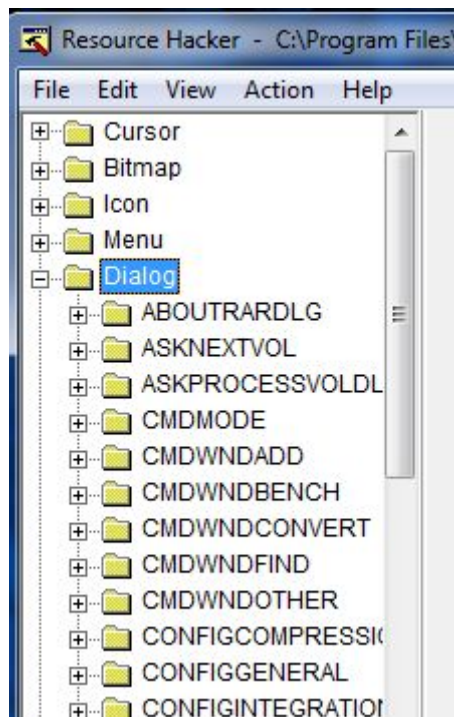 Resource Hacker - C:\Program Files\
File Edit View Action Help
Cursor
Bitmap
Icon
Menu
Dialog
ABOUTRARDLG
ASKNEXTVOL
ASKPROCESSVOLDL
CMDMODE
CMDWNDADD
CMDWNDBENCH
CMDWNDCONVERT
CMDWNDFIND
CMDWNDOTHER
CONFIGCOMPRESSI
CONFIGGENERAL
CONFIGINTEGRATIO